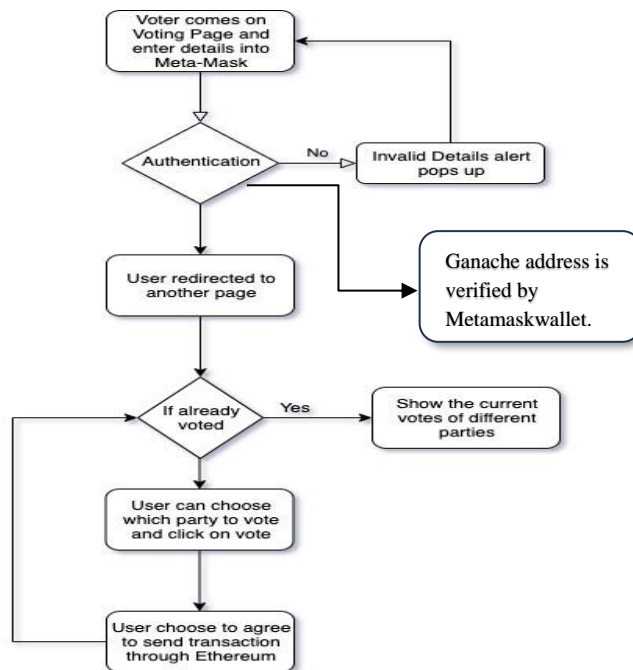 Voter comes on
Voting Page and
enter details into
Meta-Mask
Authentication
No
Invalid Details alert
pops up
User redirected to
another page
Ganache address is
verified by
Metamaskwallet.
If already
voted
Yes
Show the current
votes of different
parties
User can choose
which party to vote
and click on vote
User choose to agree
to send transaction
through Ethereum